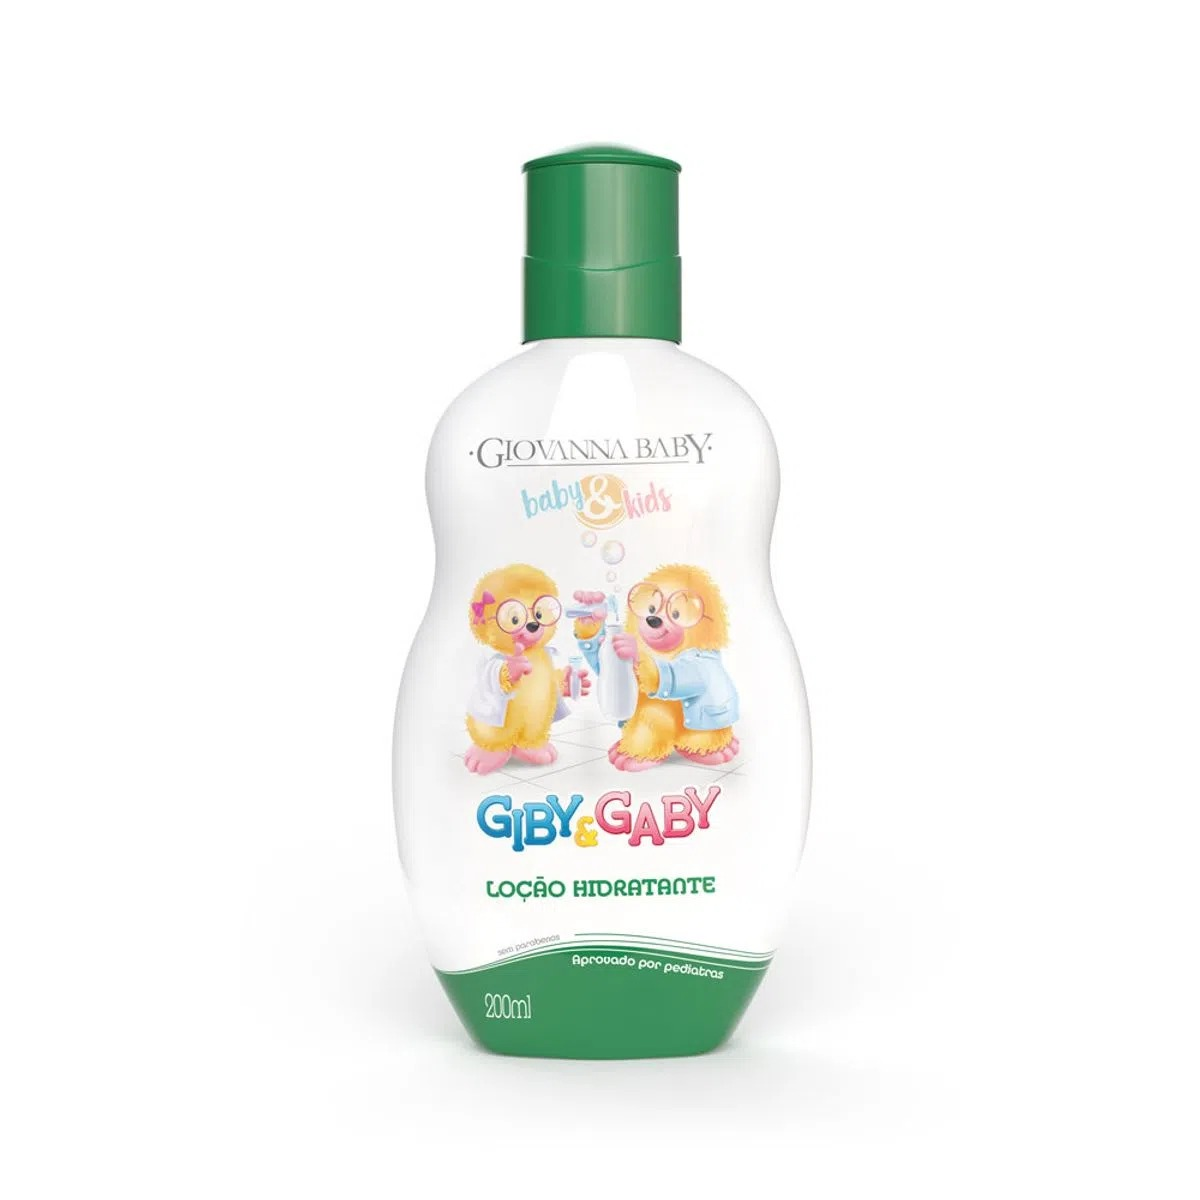 ·GIOVANNA BABY·
baby & kids
GIBY & GABY
LOÇÃO HIDRATANTE
sem parabenos
Aprovado por pediatras
200ml